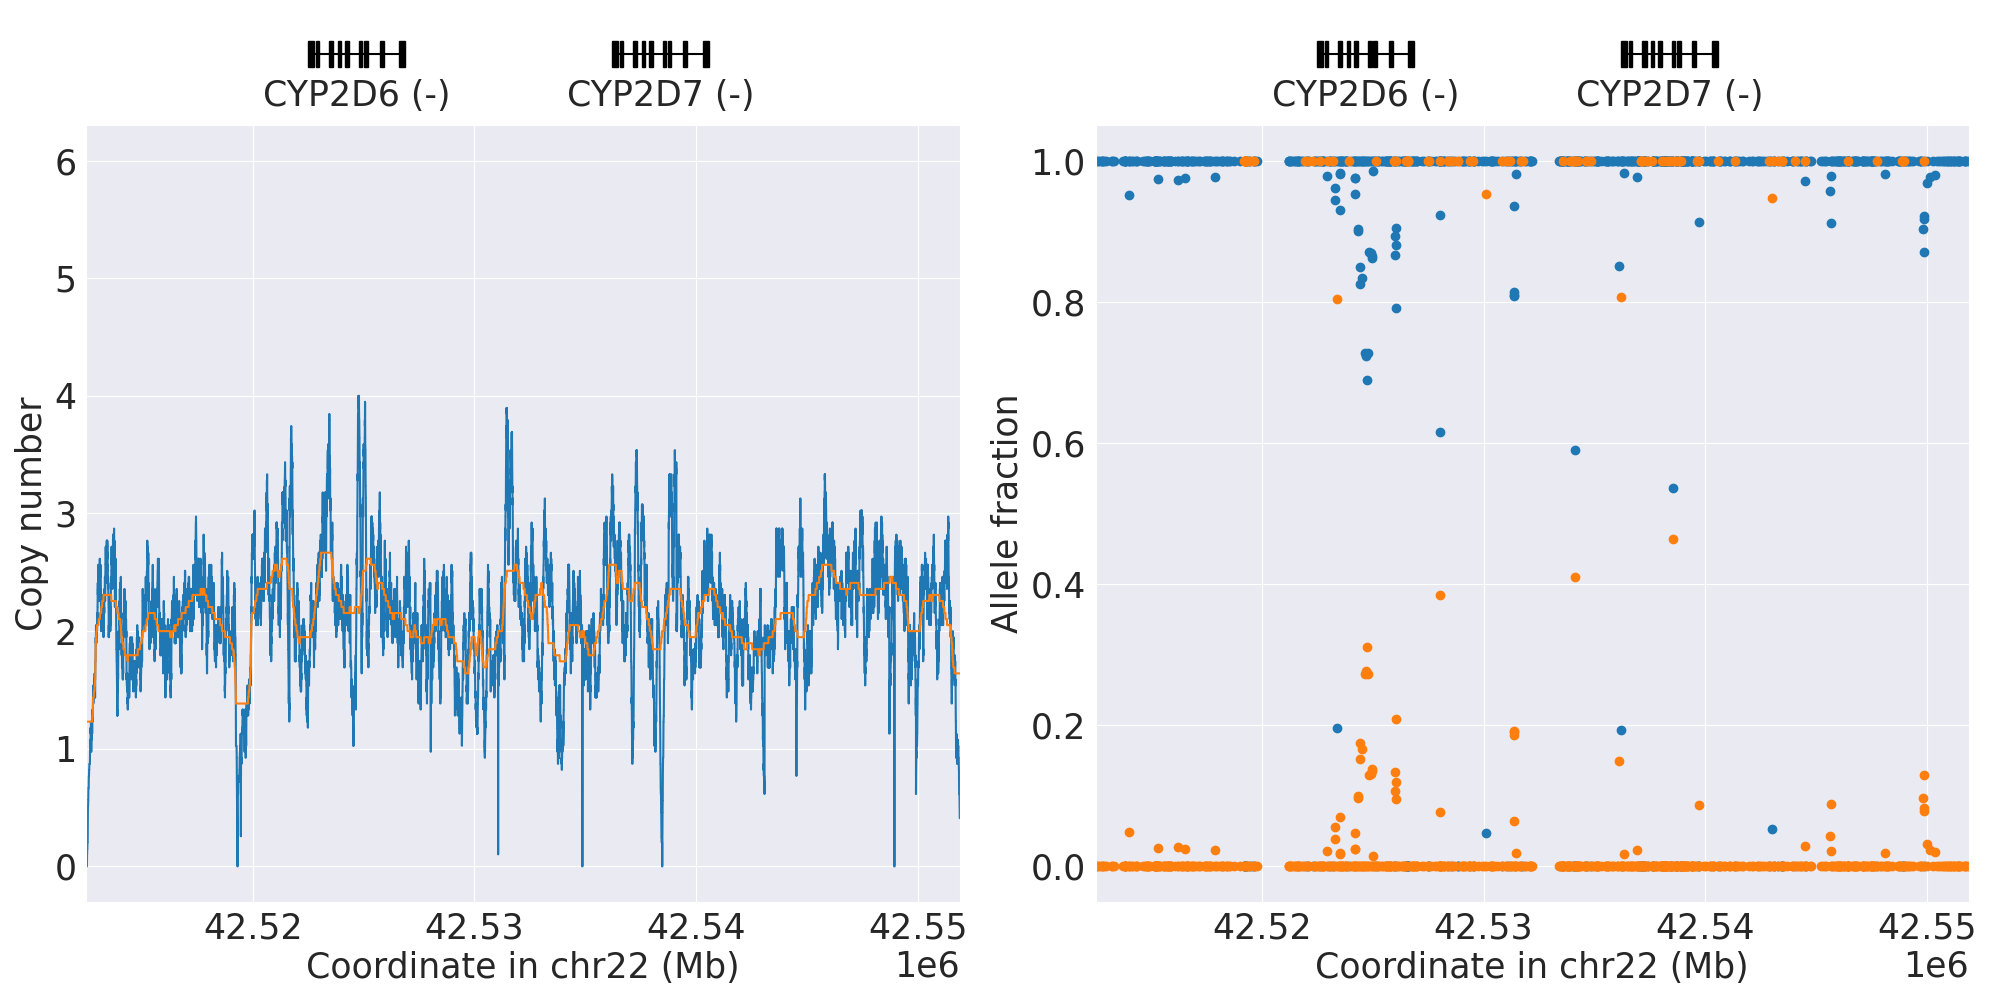 CYP2D6 (-)
CYP2D7 (-)
6
5
4
3
2
1
0
Copy number
42.52
42.53
42.54
42.55
1e6
Coordinate in chr22 (Mb)
CYP2D6 (-)
CYP2D7 (-)
1.0
0.8
0.6
0.4
0.2
0.0
Allele fraction
42.52
42.53
42.54
42.55
1e6
Coordinate in chr22 (Mb)